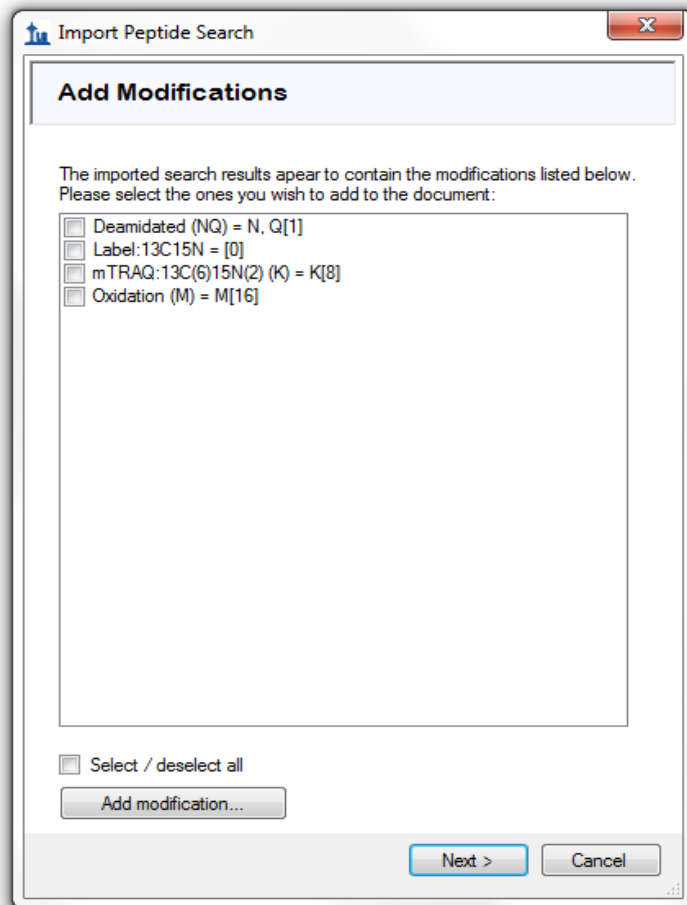 Import Peptide Search
Add Modifications
The imported search results apear to contain the modifications listed below.
Please select the ones you wish to add to the document:
Deamidated (NQ) = N, Q[1]
Label:13C15N = [0]
mTRAQ:13C(6)15N(2) (K) = K[8]
Oxidation (M) = M[16]
Select / deselect all
Add modification...
Next >
Cancel